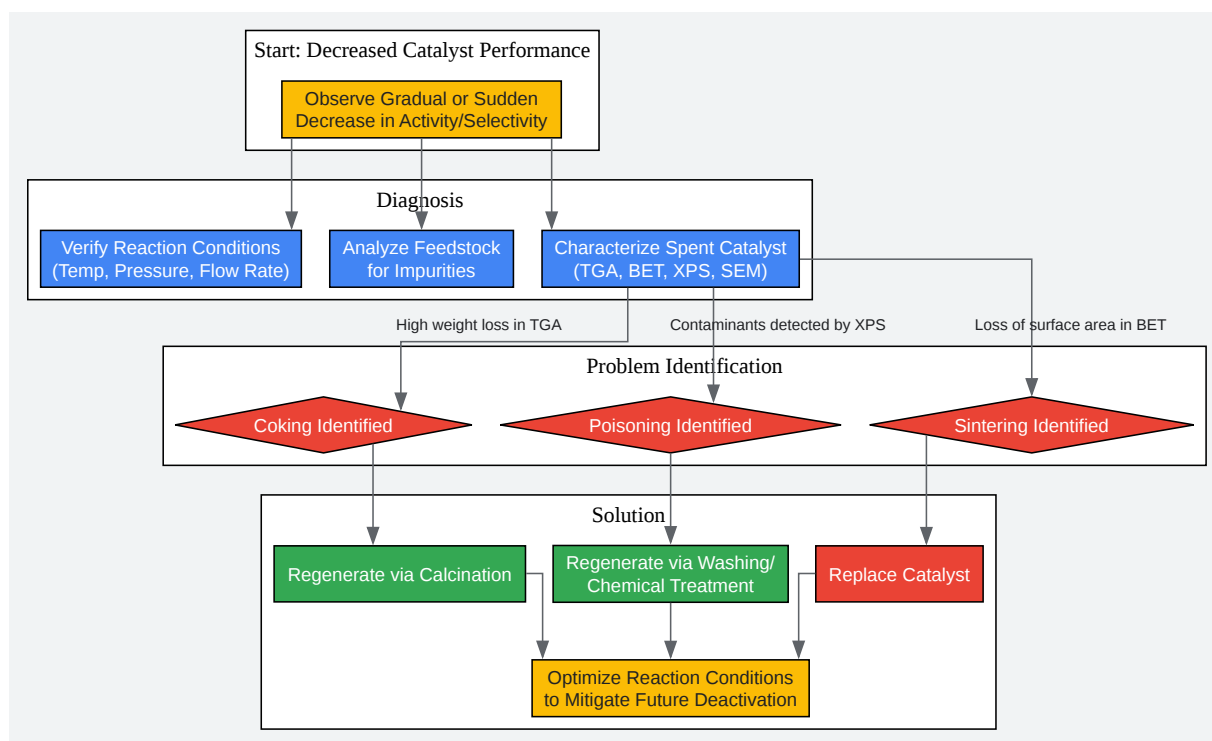 Start: Decreased Catalyst Performance
Observe Gradual or Sudden
Decrease in Activity/Selectivity
Diagnosis
Verify Reaction Conditions
(Temp, Pressure, Flow Rate)
Analyze Feedstock
for Impurities
Characterize Spent Catalyst
(TGA, BET, XPS, SEM)
High weight loss in TGA
Contaminants detected by XPS
Loss of surface area in BET
Problem Identification
Coking Identified
Poisoning Identified
Sintering Identified
Solution
Regenerate via Calcination
Regenerate via Washing/
Chemical Treatment
Replace Catalyst
Optimize Reaction Conditions
to Mitigate Future Deactivation